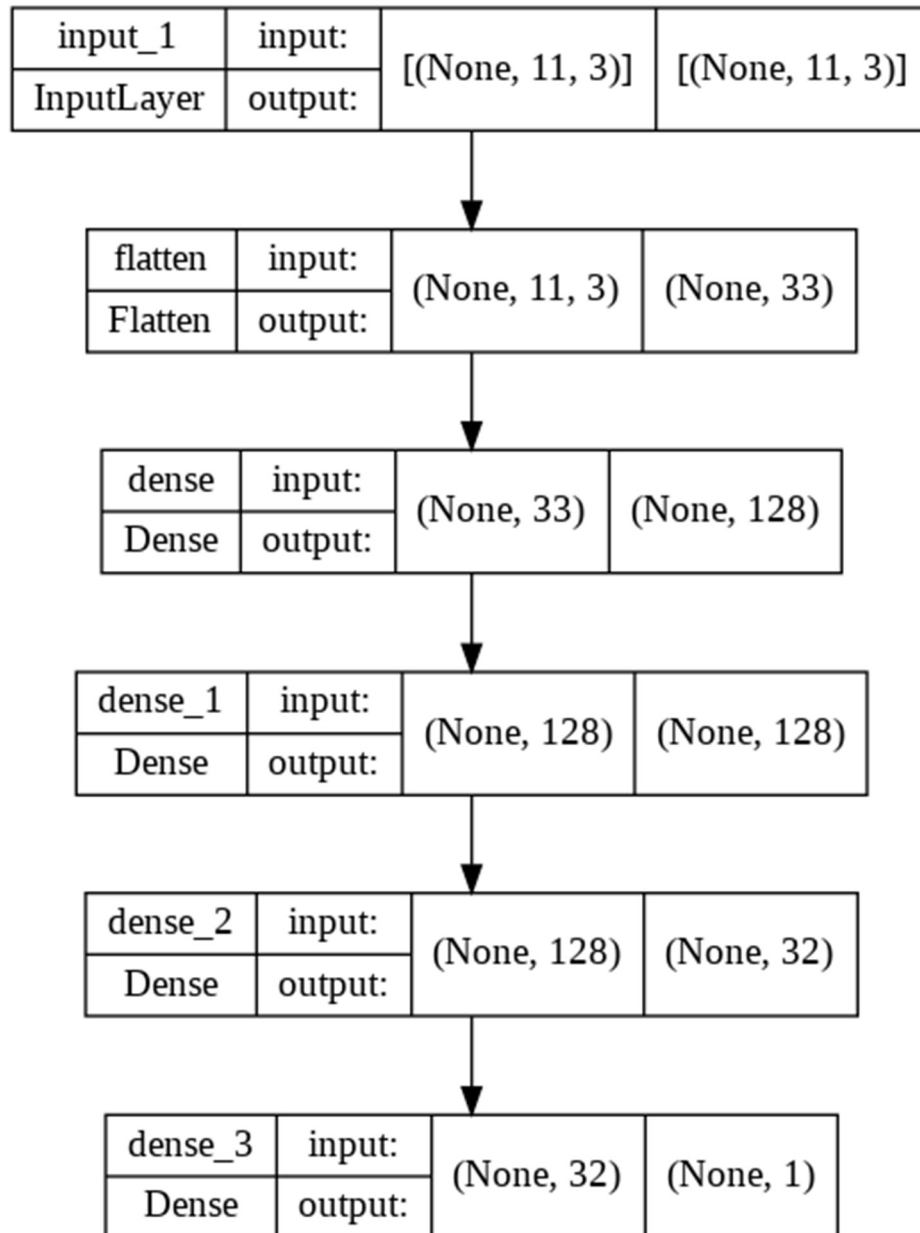 input_1 input: [(None, 11, 3)] [(None, 11, 3)]
InputLayer output:
flatten input: (None, 11, 3) (None, 33)
Flatten output:
dense input: (None, 33) (None, 128)
Dense output:
dense_1 input: (None, 128) (None, 128)
Dense output:
dense_2 input: (None, 128) (None, 32)
Dense output:
dense_3 input: (None, 32) (None, 1)
Dense output: